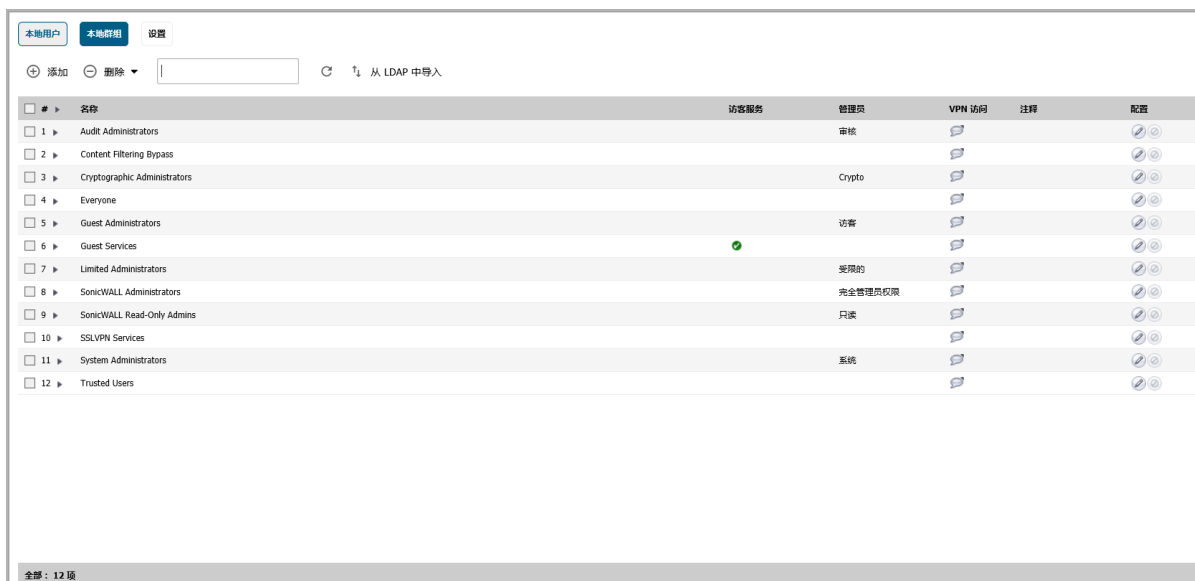 本地用户 本地群组 设置
添加 删除 从 LDAP 中导入
# 名称 访客服务 管理员 VPN 访问 注释 配置
1 Audit Administrators 审核
2 Content Filtering Bypass
3 Cryptographic Administrators Crypto
4 Everyone
5 Guest Administrators 访客
6 Guest Services
7 Limited Administrators 受限的
8 SonicWALL Administrators 完全管理员权限
9 SonicWALL Read-Only Admins 只读
10 SSLVPN Services
11 System Administrators 系统
12 Trusted Users
全部： 12 项